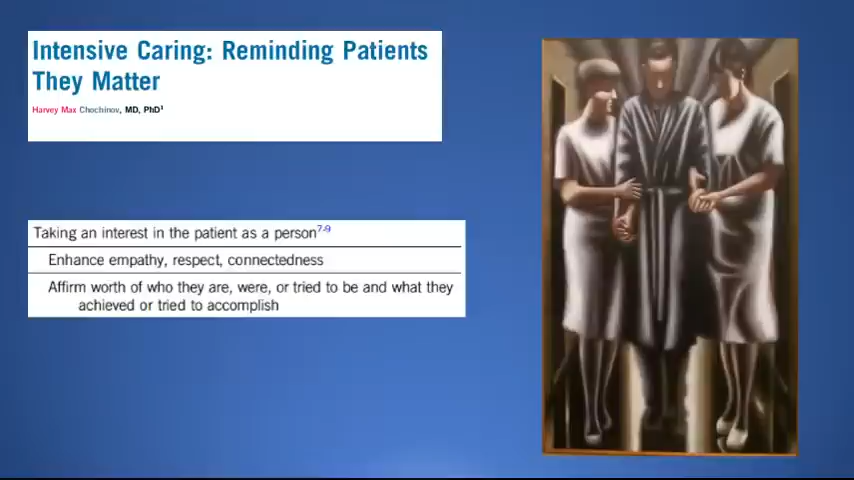 Intensive Caring: Reminding Patients
They Matter
Harvey Max Chochinov, MD, PhD¹
Taking an interest in the patient as a person⁷⁻⁹
Enhance empathy, respect, connectedness
Affirm worth of who they are, were, or tried to be and what they
achieved or tried to accomplish